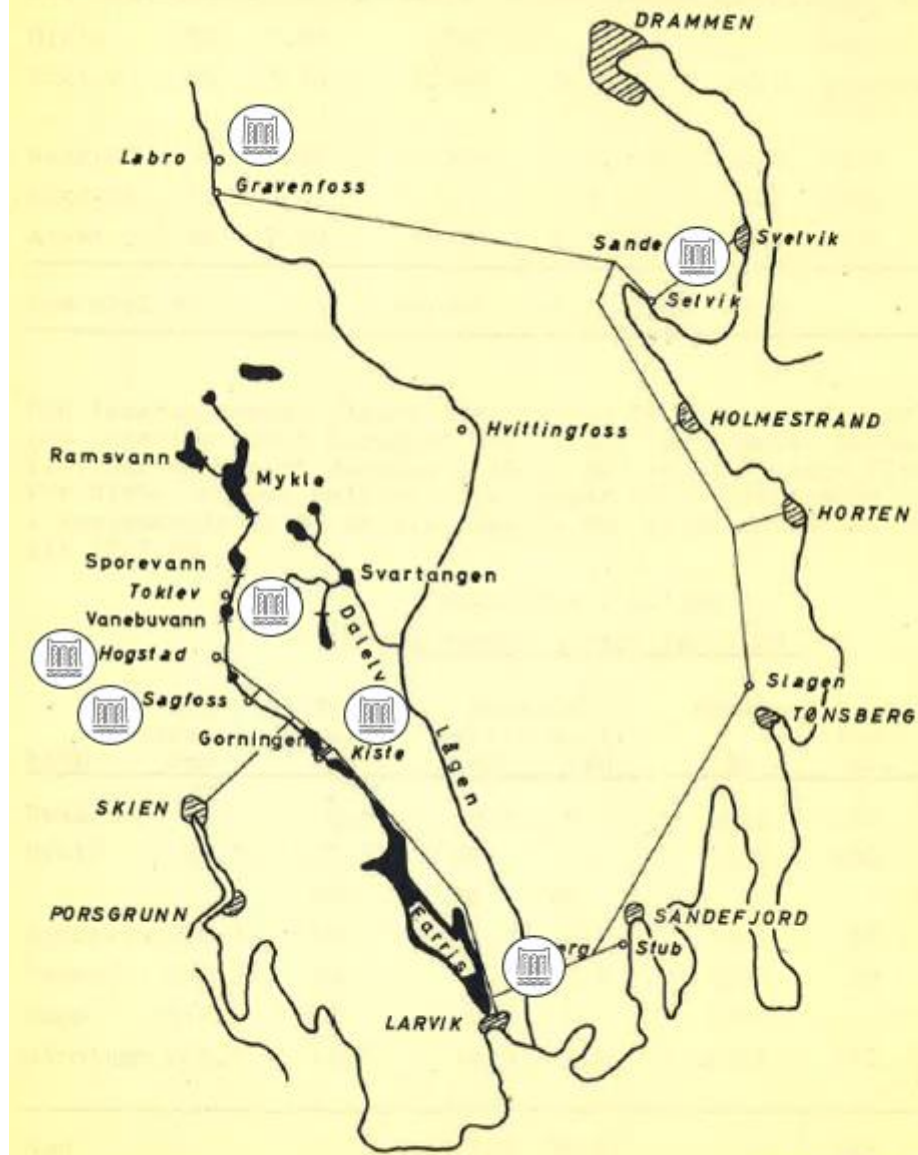 DRAMMEN
Labro
Gravenfoss
Sande
Svelvik
Selvik
HOLMESTRAND
Hvittingfoss
Ramsvann
Mykle
HORTEN
Sporevann
Svartangen
Toklev
Vanebuvann
Dalelv
Hogstad
Sagfoss
Slagen
TØNSBERG
Gorningen
Kiste
Lågen
SKIEN
PORSGRUNN
SANDEFJORD
Farris
erg
Stub
LARVIK